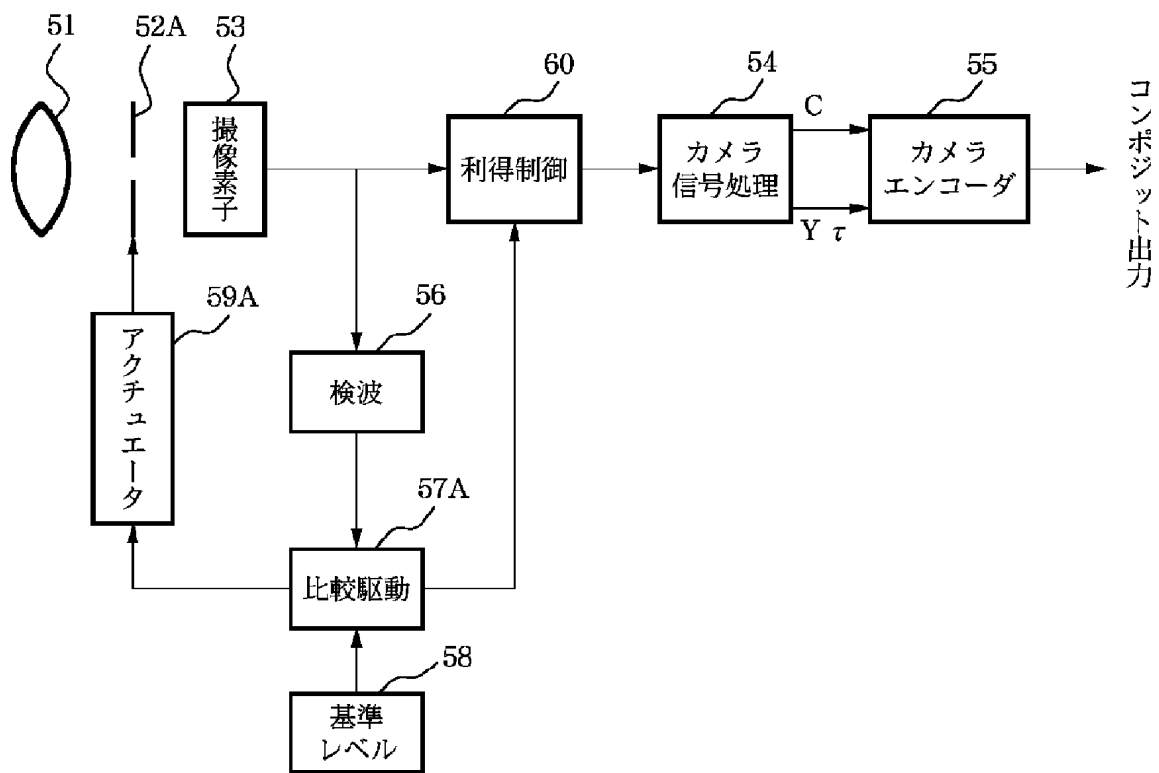 51
52A
53
60
54
55
撮像素子
利得制御
C
カメラ
信号処理
Y τ
カメラ
エンコーダ
コンポジット出力
59A
アクチュエータ
56
検波
57A
比較駆動
58
基準
レベル